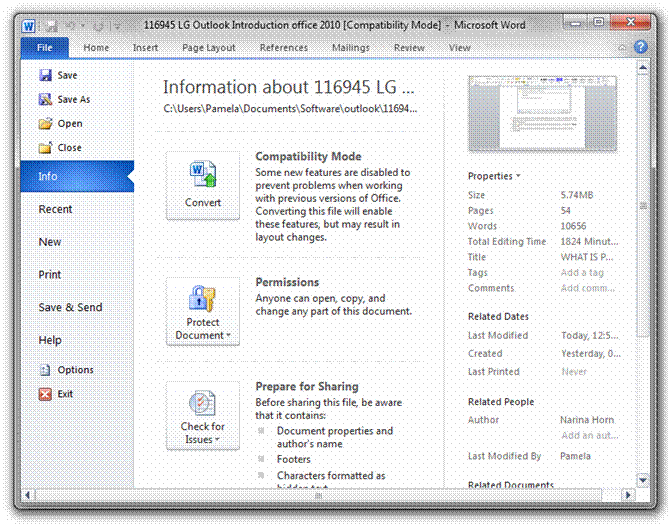 116945 LG Outlook Introduction office 2010 [Compatibility Mode] - Microsoft Word
File Home Insert Page Layout References Mailings Review View
Save
Save As
Open
Close
Info
Recent
New
Print
Save & Send
Help
Options
Exit
Information about 116945 LG ...
C:\Users\Pamela\Documents\Software\outlook\11694...
Convert
Compatibility Mode
Some new features are disabled to
prevent problems when working
with previous versions of Office.
Converting this file will enable
these features, but may result in
layout changes.
Protect
Document
Permissions
Anyone can open, copy, and
change any part of this document.
Check for
Issues
Prepare for Sharing
Before sharing this file, be aware
that it contains:
Document properties and
author's name
Footers
Characters formatted as
hidden text
Properties
Size 5.74MB
Pages 54
Words 10656
Total Editing Time 1824 Minut...
Title WHAT IS P...
Tags Add a tag
Comments Add comm...
Related Dates
Last Modified Today, 12:5...
Created Yesterday, 0...
Last Printed Never
Related People
Author Narina Horn
Add an aut...
Last Modified By Pamela
Related Documents